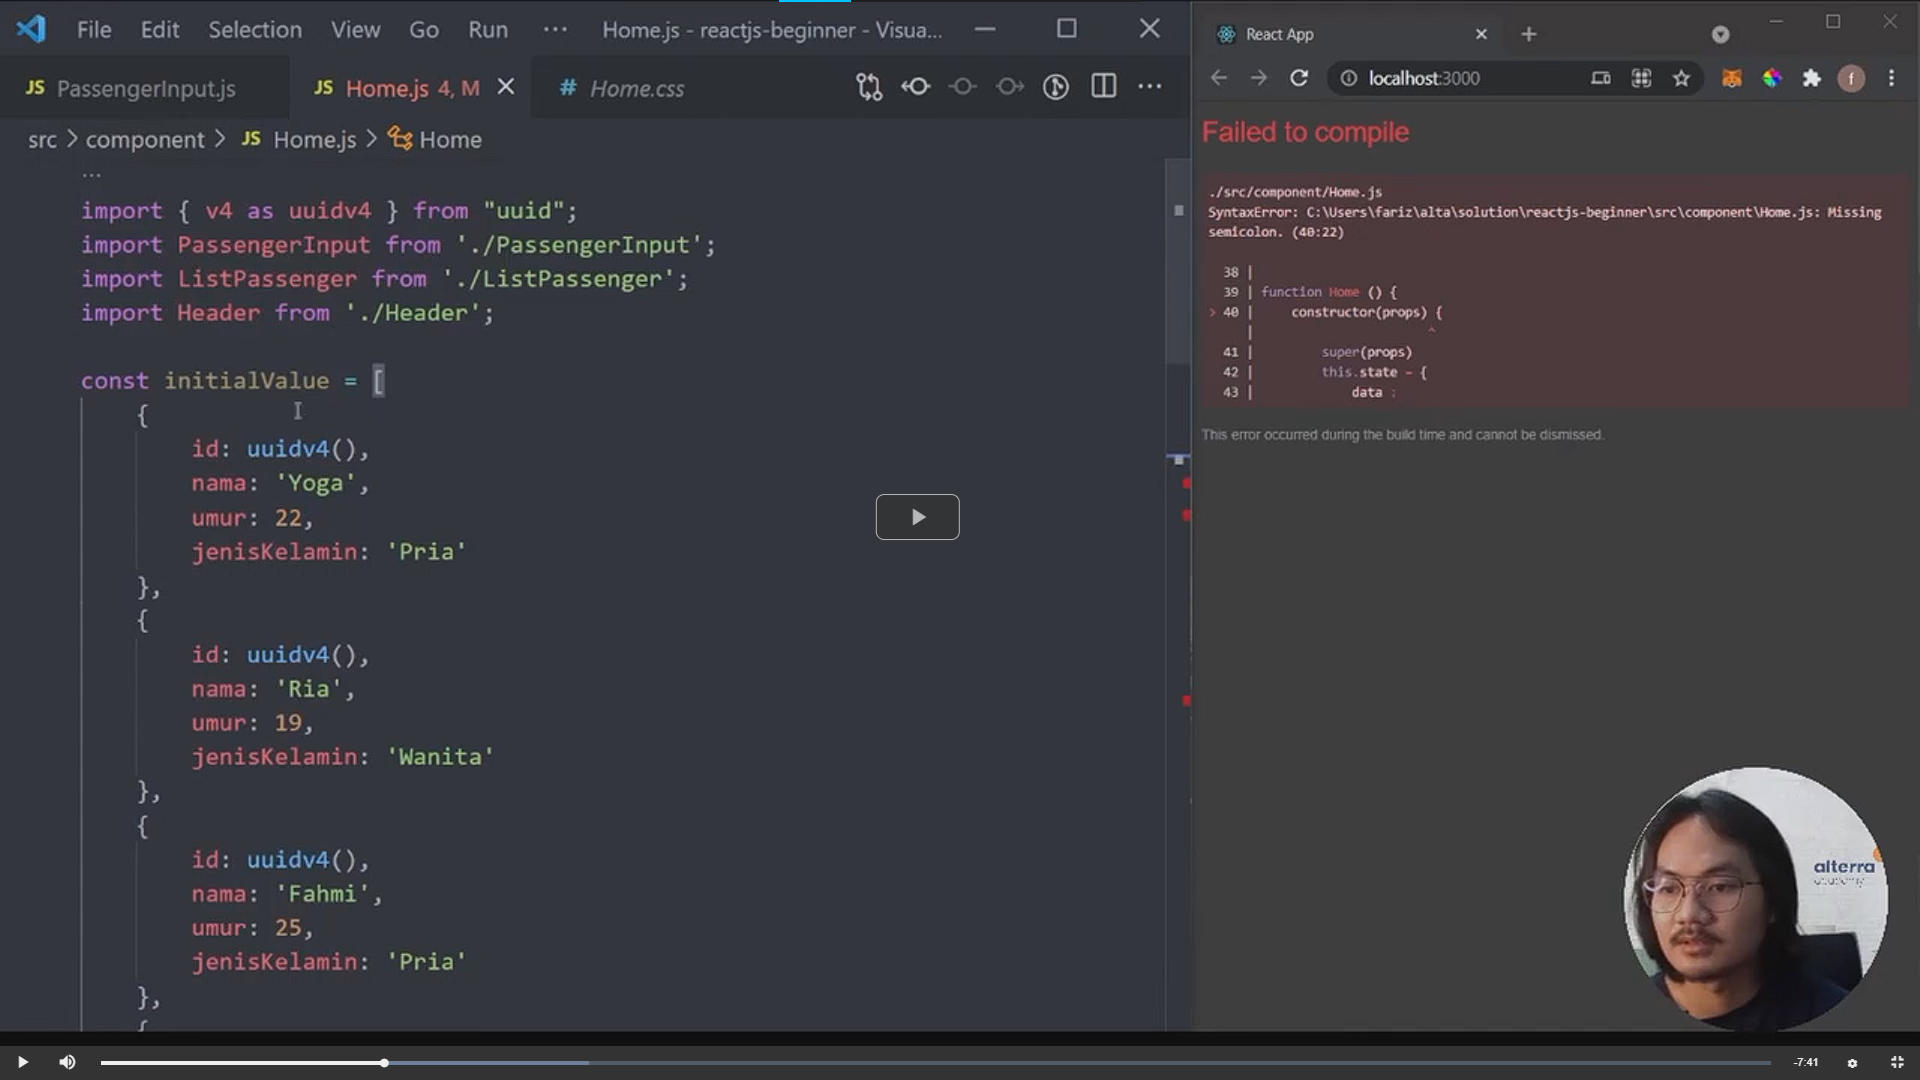 File Edit Selection View Go Run ··· Home.js - reactjs-beginner - Visua...
JS PassengerInput.js JS Home.js 4, M # Home.css ···
src > component > JS Home.js > Home
...
import { v4 as uuidv4 } from "uuid";
import PassengerInput from './PassengerInput';
import ListPassenger from './ListPassenger';
import Header from './Header';
const initialValue = [
{
id: uuidv4(),
nama: 'Yoga',
umur: 22,
jenisKelamin: 'Pria'
},
{
id: uuidv4(),
nama: 'Ria',
umur: 19,
jenisKelamin: 'Wanita'
},
{
id: uuidv4(),
nama: 'Fahmi',
umur: 25,
jenisKelamin: 'Pria'
},
{
React App
localhost:3000 f
Failed to compile
./src/component/Home.js
SyntaxError: C:\Users\fariz\alta\solution\reactjs-beginner\src\component\Home.js: Missing
semicolon. (40:22)
38 |
39 | function Home () {
> 40 | constructor(props) {
| ^
41 | super(props)
42 | this.state = {
43 | data :
This error occurred during the build time and cannot be dismissed.
alterra
academy
-7:41